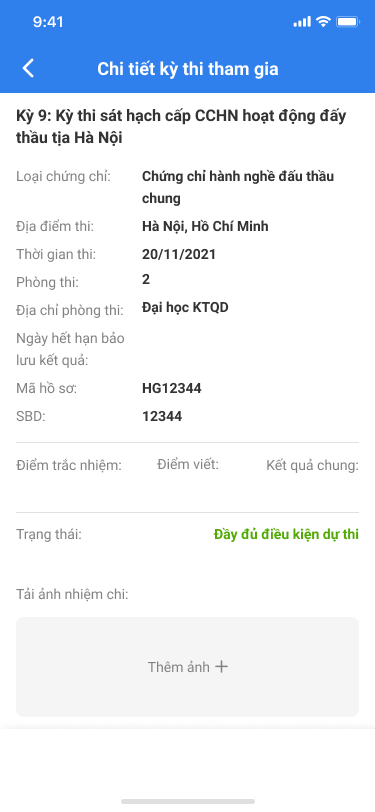 9:41
Chi tiết kỳ thi tham gia
Kỳ 9: Kỳ thi sát hạch cấp CCHN hoạt động đấy
thầu tịa Hà Nội
Loại chứng chỉ: Chứng chỉ hành nghề đấu thầu
chung
Địa điểm thi: Hà Nội, Hồ Chí Minh
Thời gian thi: 20/11/2021
Phòng thi: 2
Địa chỉ phòng thi: Đại học KTQD
Ngày hết hạn bảo
lưu kết quả:
Mã hồ sơ: HG12344
SBD: 12344
Điểm trắc nhiệm: Điểm viết: Kết quả chung:
Trạng thái: Đầy đủ điều kiện dự thi
Tải ảnh nhiệm chi:
Thêm ảnh +